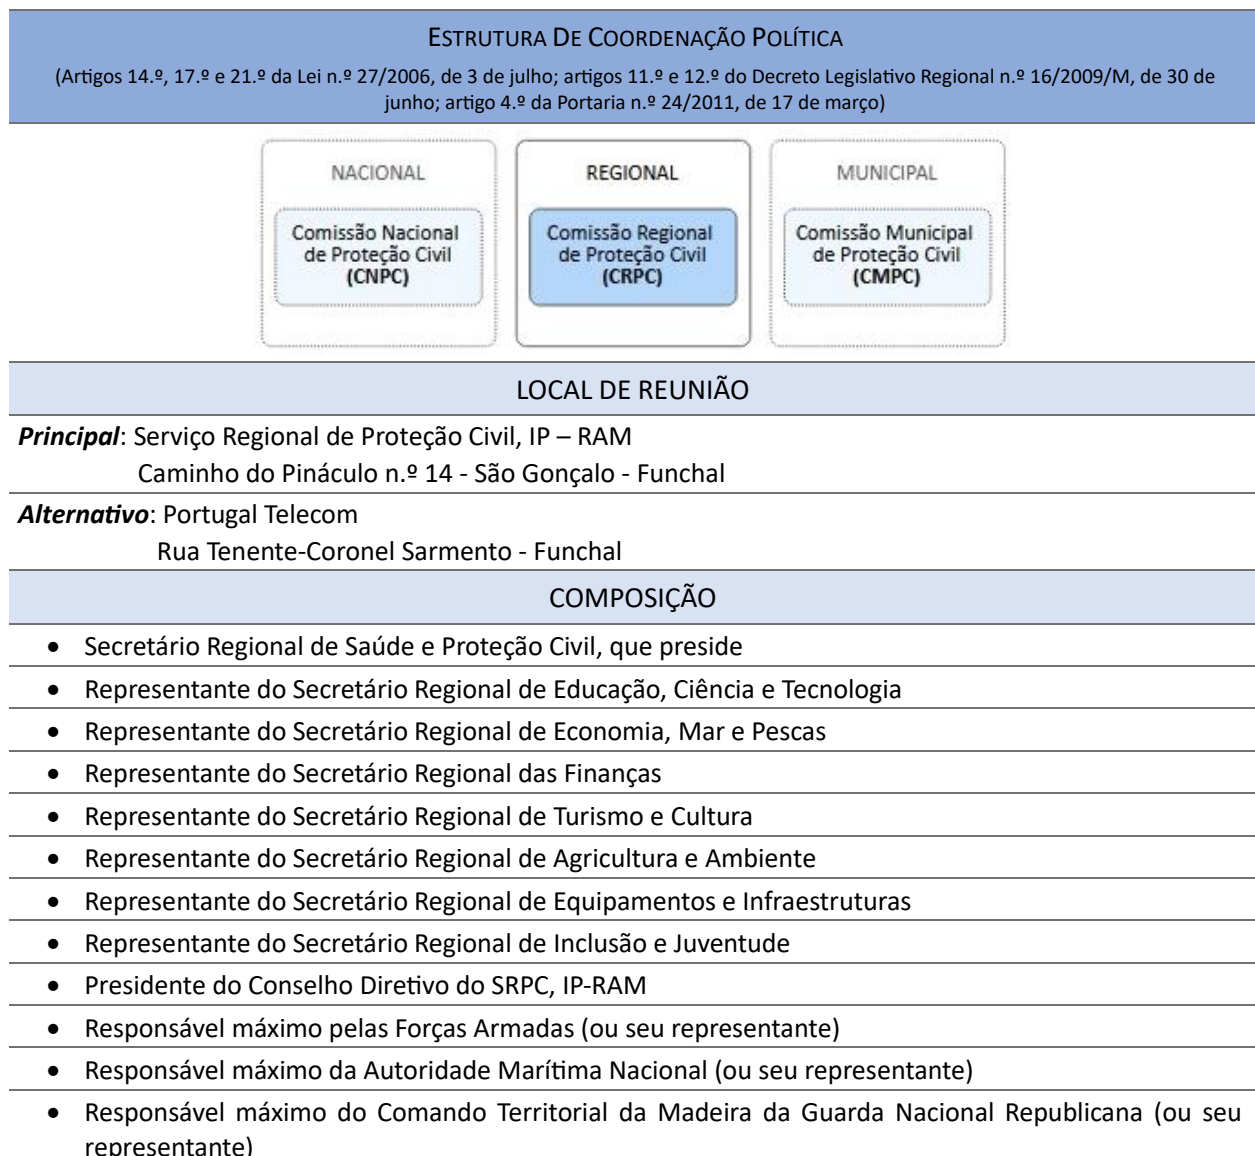 ESTRUTURA DE COORDENAÇÃO POLÍTICA
(Artigos 14.º, 17.º e 21.º da Lei n.º 27/2006, de 3 de julho; artigos 11.º e 12.º do Decreto Legislativo Regional n.º 16/2009/M, de 30 de
junho; artigo 4.º da Portaria n.º 24/2011, de 17 de março)
NACIONAL
Comissão Nacional
de Proteção Civil
(CNPC)
REGIONAL
Comissão Regional
de Proteção Civil
(CRPC)
MUNICIPAL
Comissão Municipal
de Proteção Civil
(CMPC)
LOCAL DE REUNIÃO
Principal: Serviço Regional de Proteção Civil, IP – RAM
Caminho do Pináculo n.º 14 - São Gonçalo - Funchal
Alternativo: Portugal Telecom
Rua Tenente-Coronel Sarmento - Funchal
COMPOSIÇÃO
• Secretário Regional de Saúde e Proteção Civil, que preside
• Representante do Secretário Regional de Educação, Ciência e Tecnologia
• Representante do Secretário Regional de Economia, Mar e Pescas
• Representante do Secretário Regional das Finanças
• Representante do Secretário Regional de Turismo e Cultura
• Representante do Secretário Regional de Agricultura e Ambiente
• Representante do Secretário Regional de Equipamentos e Infraestruturas
• Representante do Secretário Regional de Inclusão e Juventude
• Presidente do Conselho Diretivo do SRPC, IP-RAM
• Responsável máximo pelas Forças Armadas (ou seu representante)
• Responsável máximo da Autoridade Marítima Nacional (ou seu representante)
• Responsável máximo do Comando Territorial da Madeira da Guarda Nacional Republicana (ou seu
representante)